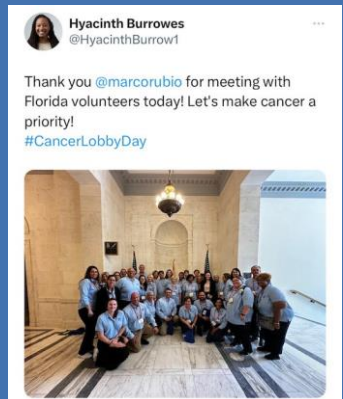 Hyacinth Burrowes
@HyacinthBurrow1
Thank you @marcorubio for meeting with
Florida volunteers today! Let's make cancer a
priority!
#CancerLobbyDay